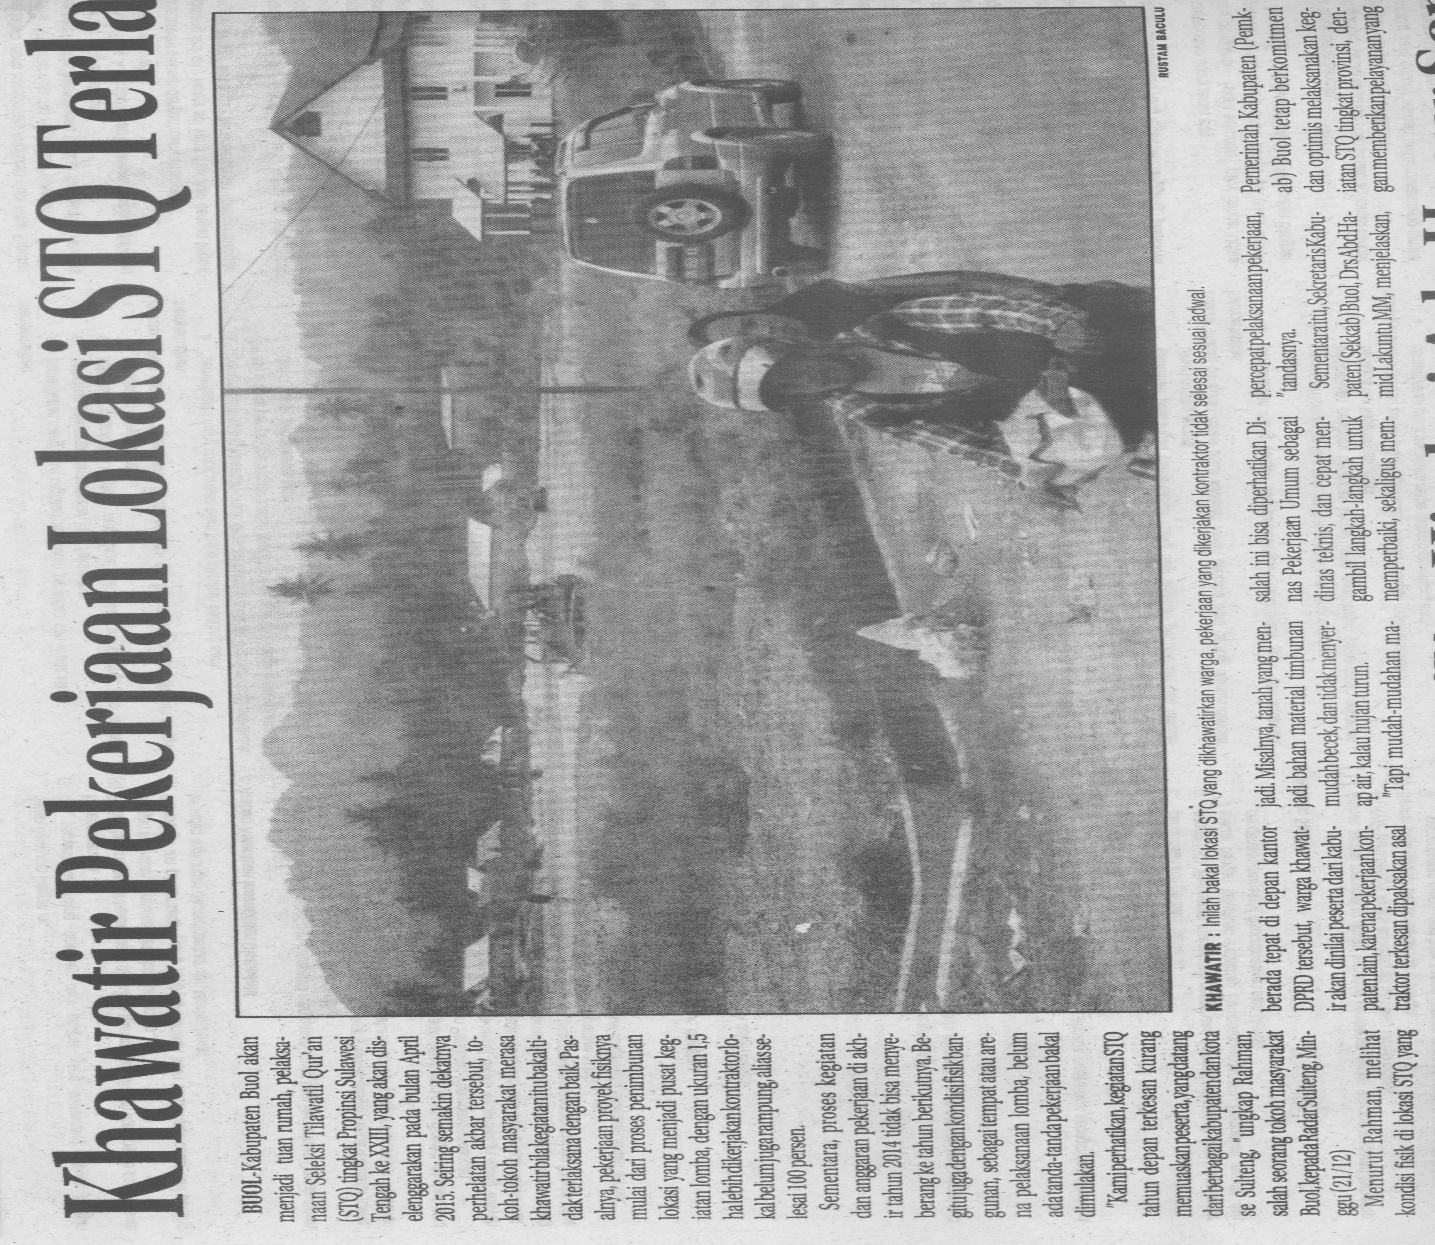 Khawatir Pekerjaan Lokasi STQ Terla
RUSTAM BACULU
KHAWATIR : Inilah bakal lokasi STQ yang dikhawatirkan warga, pekerjaan yang dikerjakan kontraktor tidak selesai sesuai jadwal.
BUOL-Kabupaten Buol akan
menjadi tuan rumah, pelaksa-
naan Seleksi Tilawatil Qur'an
(STQ) tingkat Propinsi Sulawesi
Tengah ke XXIII, yang akan dis-
elenggarakan pada bulan April
2015. Seiring semakin dekatnya
perhelatan akbar tersebut, to-
koh-tokoh masyarakat merasa
khawatir bila kegiatan itu bakal ti-
dak terlaksana dengan baik. Pas-
alnya, pekerjaan proyek fisiknya
mulai dari proses penimbunan
lokasi yang menjadi pusat keg-
iatan lomba, dengan ukuran 1,5
ha lebih dikerjakan kontraktor lo-
kal belum juga rampung, alias se-
lesai 100 persen.
Sementara, proses kegiatan
dan anggaran pekerjaan di akh-
ir tahun 2014 tidak bisa menye-
berang ke tahun berikutnya. Be-
gitu juga dengan kondisi fisik ban-
gunan, sebagai tempat atau are-
na pelaksanaan lomba, belum
ada tanda-tanda pekerjaan bakal
dimulakan.
"Kami perhatikan, kegiatan STQ
tahun depan terkesan kurang
memuaskan peserta, yang datang
dari berbagai kabupaten dan kota
se Sulteng, "ungkap Rahman,
salah seorang tokoh masyarakat
Buol, kepada Radar Sulteng, Min-
ggu (21/12)
Menurut Rahman, melihat
kondisi fisik di lokasi STQ yang
berada tepat di depan kantor
DPRD tersebut, warga khawat-
ir akan dinilai peserta dari kabu-
paten lain, karena pekerjaan kon-
traktor terkesan dipaksakan asal
jadi. Misalnya, tanah yang men-
jadi bahan material timbunan
mudah becek, dan tidak menyer-
ap air, kalau hujan turun.
"Tapi mudah-mudahan ma-
salah ini bisa diperhatikan Di-
nas Pekerjaan Umum sebagai
dinas teknis, dan cepat men-
gambil langkah-langkah untuk
memperbaiki, sekaligus mem-
percepat pelaksanaan pekerjaan,
"tandasnya.
Sementara itu, Sekretaris Kabu-
paten (Sekkab) Buol, Drs Abd Ha-
mid Lakuntu MM, menjelaskan,
Pemerintah Kabupaten (Pemk-
ab) Buol tetap berkomitmen
dan optimis melaksanakan keg-
iatan STQ tingkat provinsi, den-
gan memberikan pelayanan yang